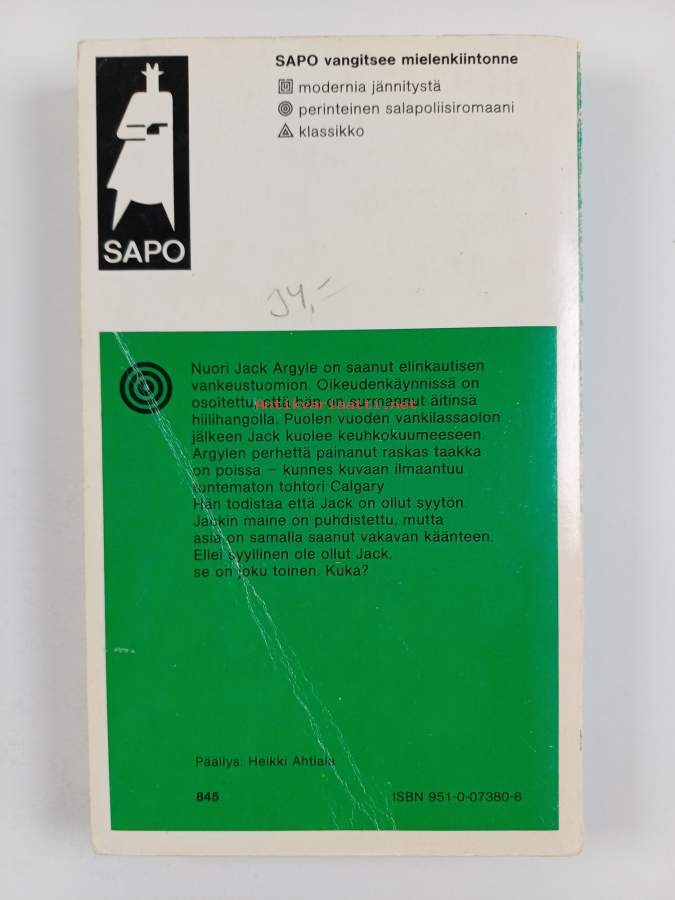 SAPO vangitsee mielenkiintonne
modernia jännitystä
perinteinen salapoliisiromaani
klassikko
SAPO
34,-
Nuori Jack Argyle on saanut elinkautisen
vankeustuomion. Oikeudenkäynnissä on
osoitettu, että hän on surmannut äitinsä
Antikvariaatti.net
hiilihangolla. Puolen vuoden vankilassaolon
jälkeen Jack kuolee keuhkokuumeeseen.
Argylen perhettä painanut raskas taakka
on poissa – kunnes kuvaan ilmaantuu
tuntematon tohtori Calgary.
Hän todistaa että Jack on ollut syytön.
Jackin maine on puhdistettu, mutta
asia on samalla saanut vakavan käänteen.
Ellei syyllinen ole ollut Jack,
se on joku toinen. Kuka?
Päällys: Heikki Ahtiala
845
ISBN 951-0-07380-6